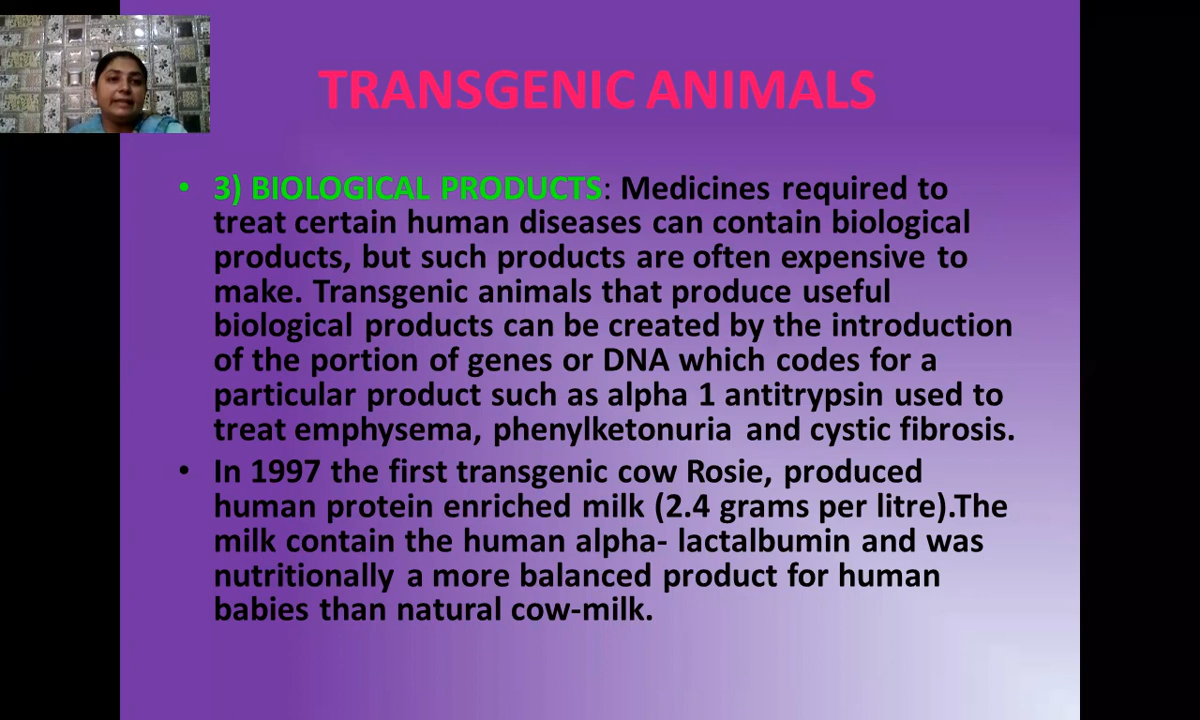 TRANSGENIC ANIMALS
• 3) BIOLOGICAL PRODUCTS: Medicines required to
treat certain human diseases can contain biological
products, but such products are often expensive to
make. Transgenic animals that produce useful
biological products can be created by the introduction
of the portion of genes or DNA which codes for a
particular product such as alpha 1 antitrypsin used to
treat emphysema, phenylketonuria and cystic fibrosis.
• In 1997 the first transgenic cow Rosie, produced
human protein enriched milk (2.4 grams per litre).The
milk contain the human alpha- lactalbumin and was
nutritionally a more balanced product for human
babies than natural cow-milk.